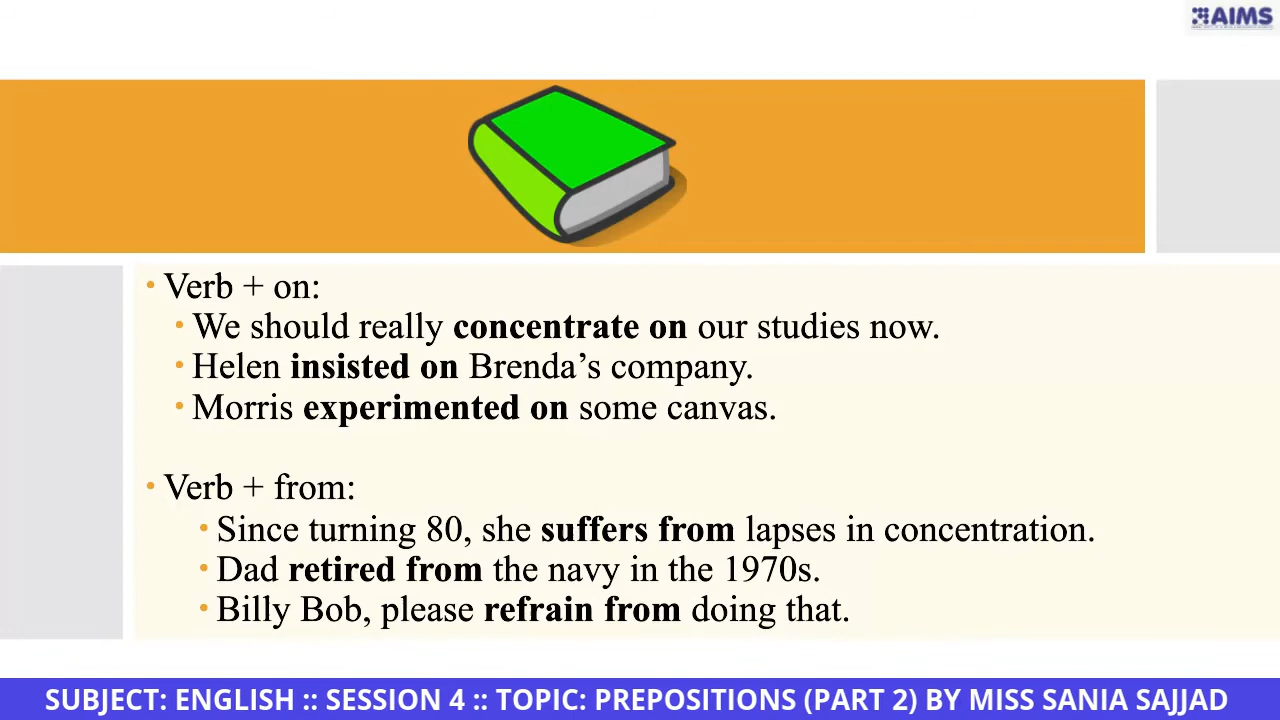 AIMS
• Verb + on:
• We should really concentrate on our studies now.
• Helen insisted on Brenda’s company.
• Morris experimented on some canvas.
• Verb + from:
• Since turning 80, she suffers from lapses in concentration.
• Dad retired from the navy in the 1970s.
• Billy Bob, please refrain from doing that.
SUBJECT: ENGLISH :: SESSION 4 :: TOPIC: PREPOSITIONS (PART 2) BY MISS SANIA SAJJAD